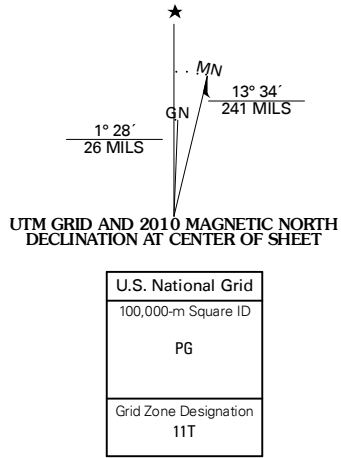 ★
MN
GN
13° 34´
241 MILS
1° 28´
26 MILS
UTM GRID AND 2010 MAGNETIC NORTH
DECLINATION AT CENTER OF SHEET
U.S. National Grid
100,000-m Square ID
PG
Grid Zone Designation
11T